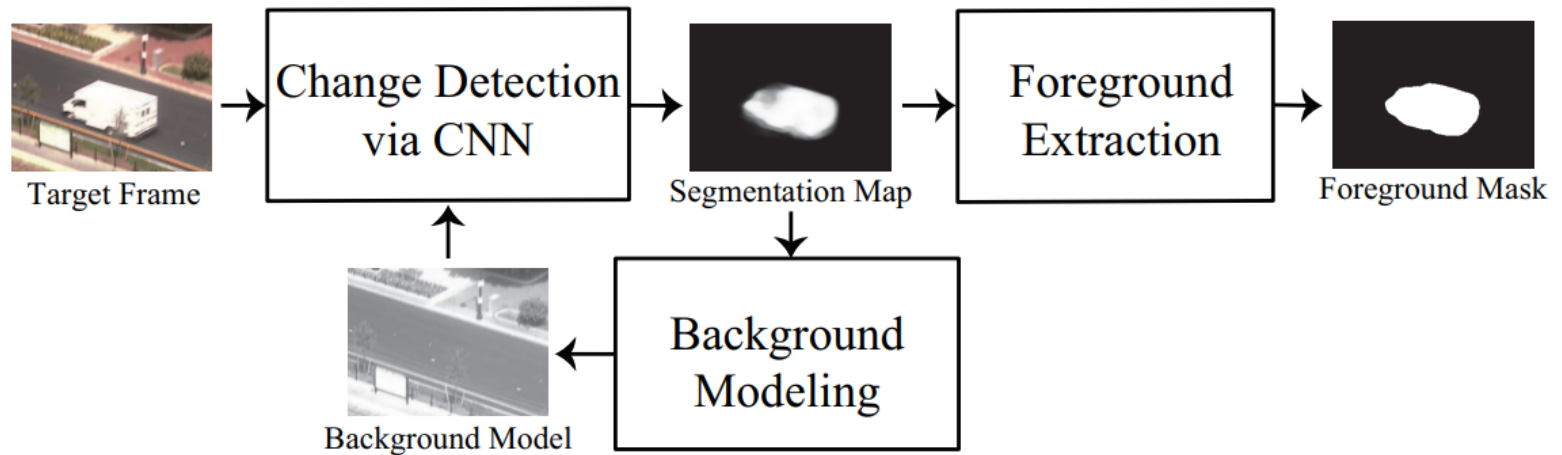 Change Detection
via CNN
Foreground
Extraction
Target Frame
Segmentation Map
Foreground Mask
Background
Modeling
Background Model